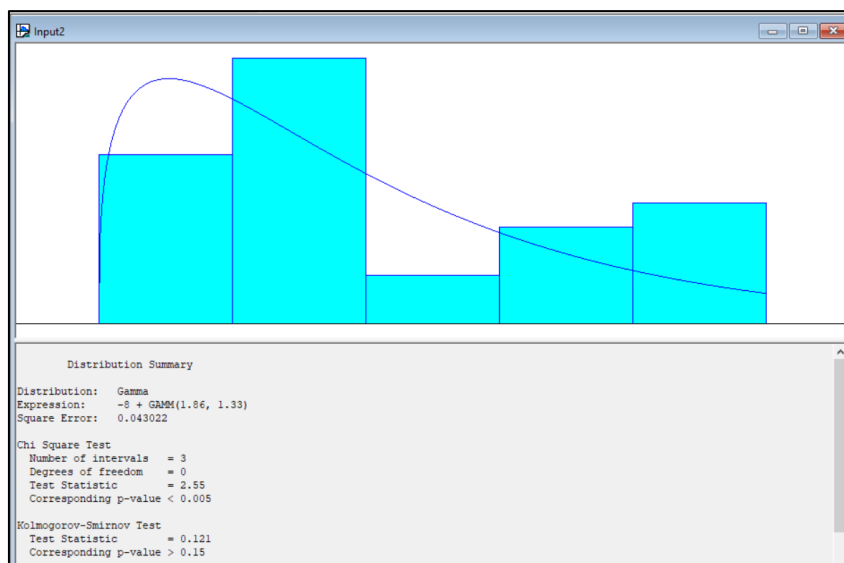 Input2
Distribution Summary
Distribution: Gamma
Expression: -8 + GAMM(1.86, 1.33)
Square Error: 0.043022
Chi Square Test
Number of intervals = 3
Degrees of freedom = 0
Test Statistic = 2.55
Corresponding p-value < 0.005
Kolmogorov-Smirnov Test
Test Statistic = 0.121
Corresponding p-value > 0.15